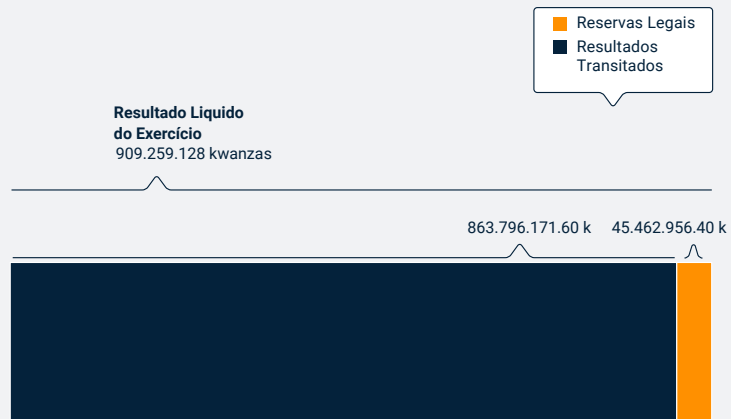 Reservas Legais
Resultados
Transitados
Resultado Liquido
do Exercício
909.259.128 kwanzas
863.796.171.60 k
45.462.956.40 k